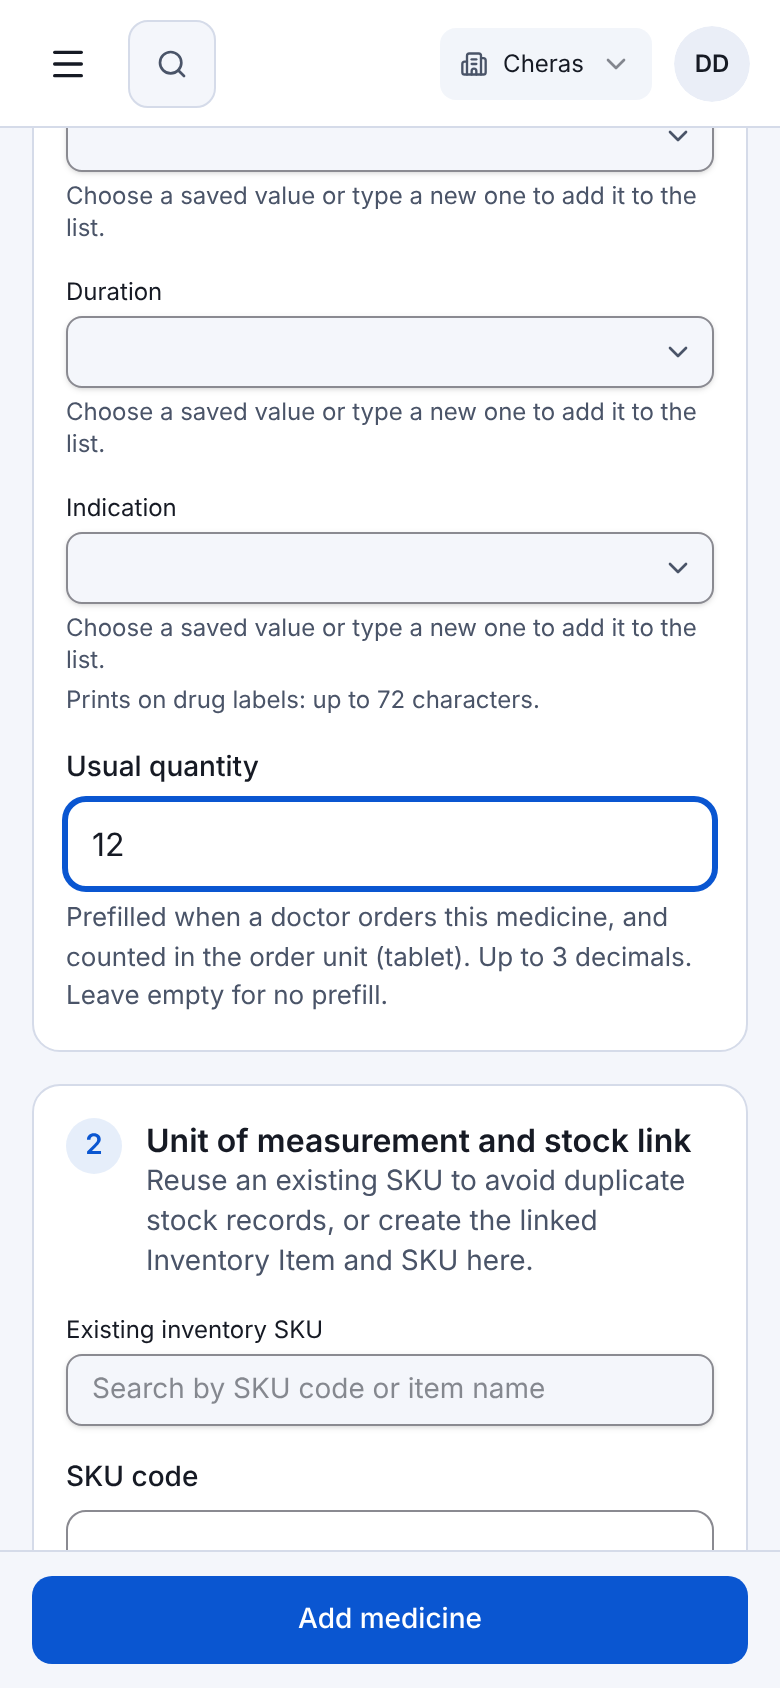 Cheras
DD
Choose a saved value or type a new one to add it to the
list.
Duration
Choose a saved value or type a new one to add it to the
list.
Indication
Choose a saved value or type a new one to add it to the
list.
Prints on drug labels: up to 72 characters.
Usual quantity
12
Prefilled when a doctor orders this medicine, and
counted in the order unit (tablet). Up to 3 decimals.
Leave empty for no prefill.
2
Unit of measurement and stock link
Reuse an existing SKU to avoid duplicate
stock records, or create the linked
Inventory Item and SKU here.
Existing inventory SKU
Search by SKU code or item name
SKU code
Add medicine